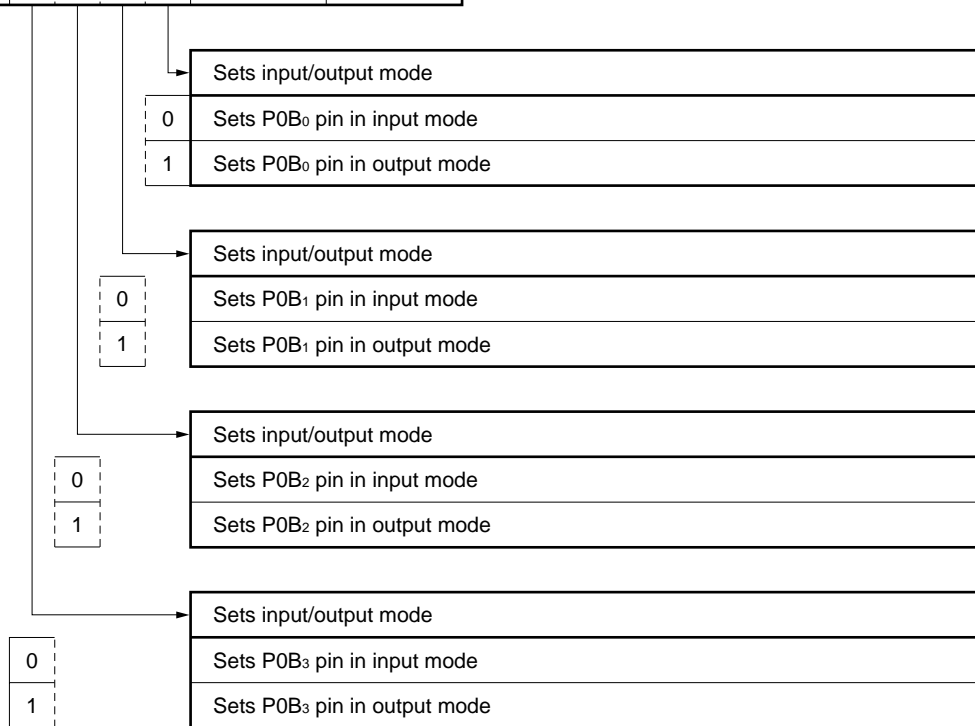 Sets input/output mode
0 Sets P0B₀ pin in input mode
1 Sets P0B₀ pin in output mode
Sets input/output mode
0 Sets P0B₁ pin in input mode
1 Sets P0B₁ pin in output mode
Sets input/output mode
0 Sets P0B₂ pin in input mode
1 Sets P0B₂ pin in output mode
Sets input/output mode
0 Sets P0B₃ pin in input mode
1 Sets P0B₃ pin in output mode